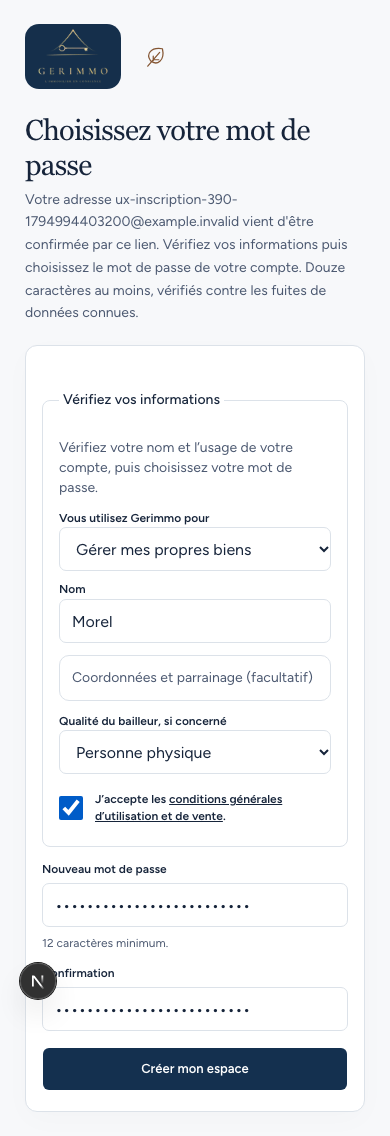 GERIMMO
Choisissez votre mot de
passe
Votre adresse ux-inscription-390-
1794994403200@example.invalid vient d'être
confirmée par ce lien. Vérifiez vos informations puis
choisissez le mot de passe de votre compte. Douze
caractères au moins, vérifiés contre les fuites de
données connues.
Vérifiez vos informations
Vérifiez votre nom et l’usage de votre
compte, puis choisissez votre mot de
passe.
Vous utilisez Gerimmo pour
Gérer mes propres biens
Nom
Morel
Coordonnées et parrainage (facultatif)
Qualité du bailleur, si concerné
Personne physique
J’accepte les conditions générales
d’utilisation et de vente.
Nouveau mot de passe
••••••••••••••••••••••••
12 caractères minimum.
onfirmation
••••••••••••••••••••••••
N
Créer mon espace